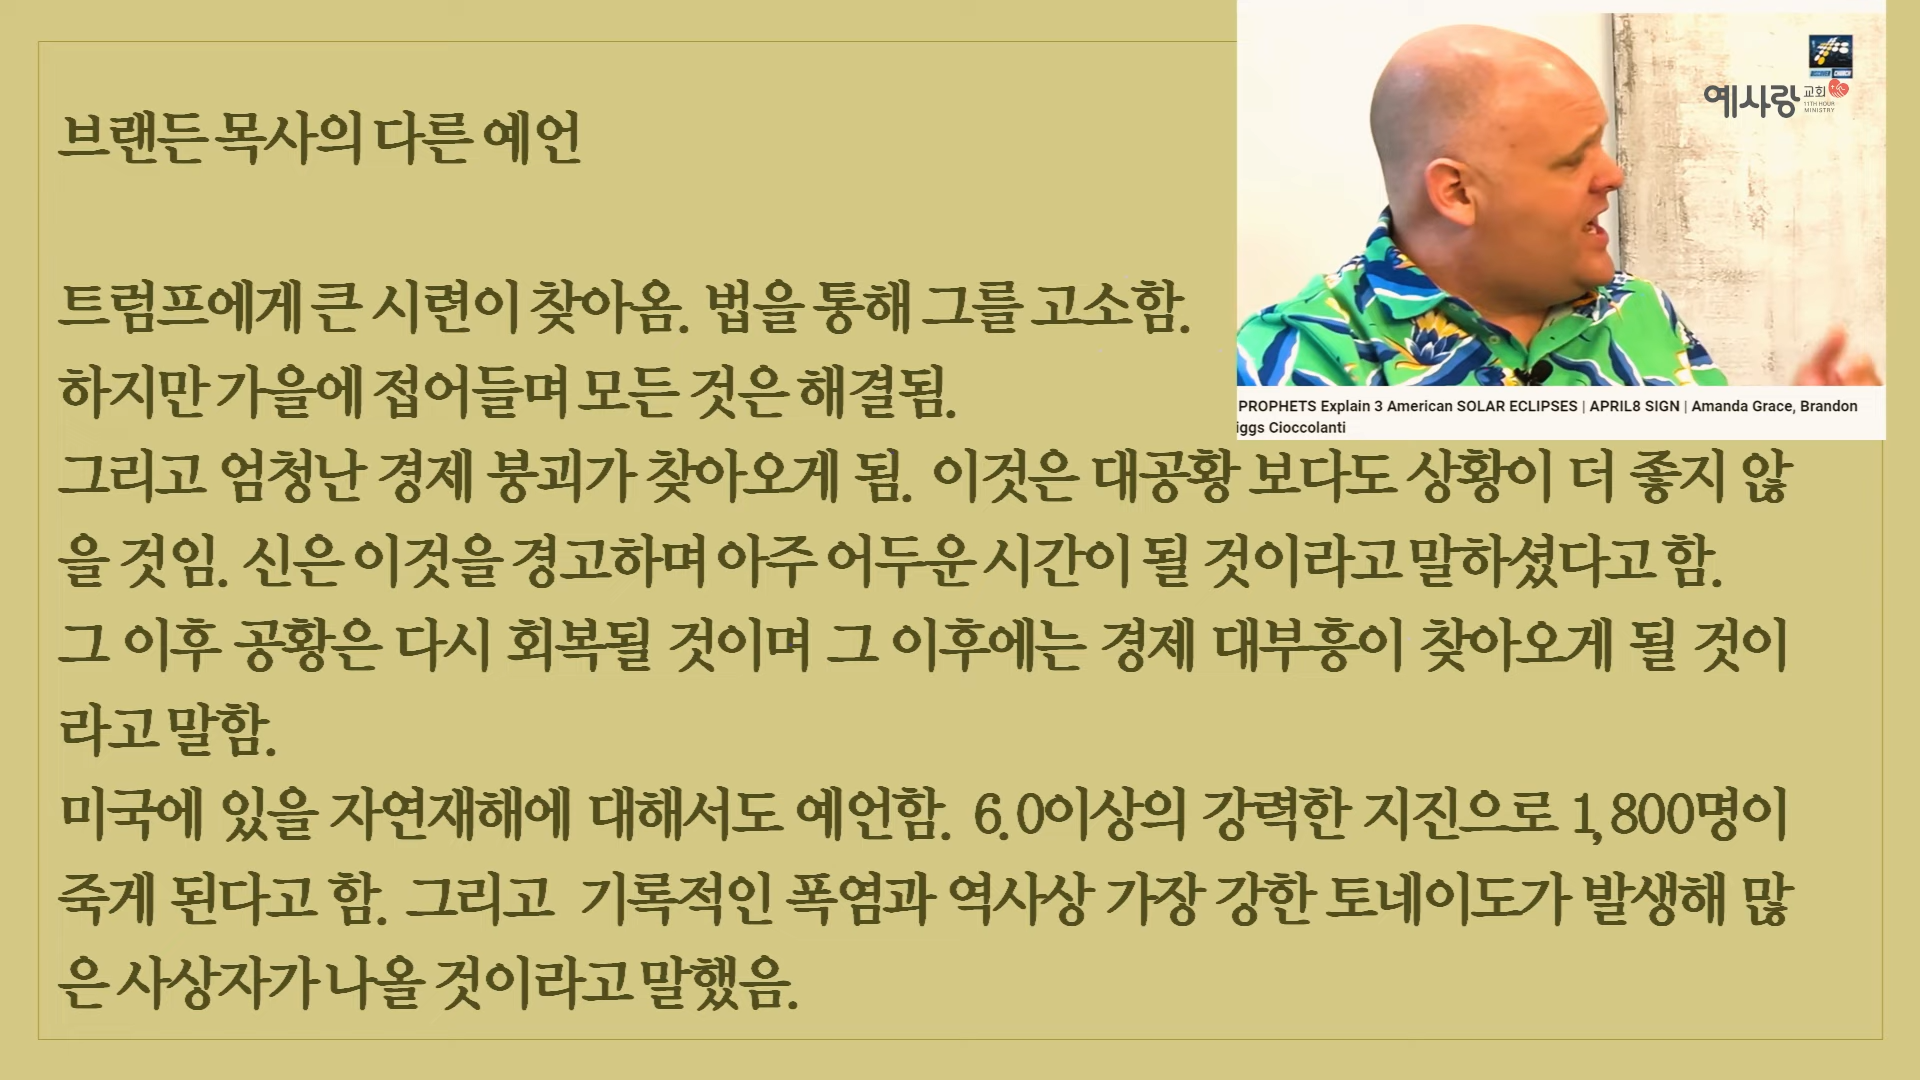 브랜든 목사의 다른 예언
트럼프에게 큰 시련이 찾아옴. 법을 통해 그를 고소함.
하지만 가을에 접어들며 모든 것은 해결됨.
그리고 엄청난 경제 붕괴가 찾아오게 됨. 이것은 대공황 보다도 상황이 더 좋지 않
을 것임. 신은 이것을 경고하며 아주 어두운 시간이 될 것이라고 말하셨다고 함.
그 이후 공황은 다시 회복될 것이며 그 이후에는 경제 대부흥이 찾아오게 될 것이
라고 말함.
미국에 있을 자연재해에 대해서도 예언함. 6.0이상의 강력한 지진으로 1,800명이
죽게 된다고 함. 그리고 기록적인 폭염과 역사상 가장 강한 토네이도가 발생해 많
은 사상자가 나올 것이라고 말했음.
예사랑 교회
11TH HOUR
MINISTRY
PROPHETS Explain 3 American SOLAR ECLIPSES | APRIL8 SIGN | Amanda Grace, Brandon
iggs Cioccolanti